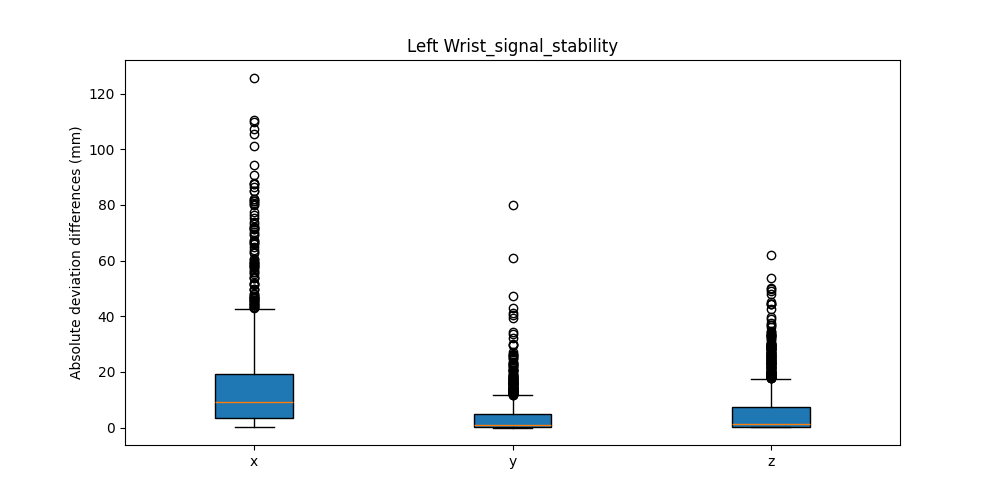 Left Wrist_signal_stability
Absolute deviation differences (mm)
120
100
80
60
40
20
0
x y z